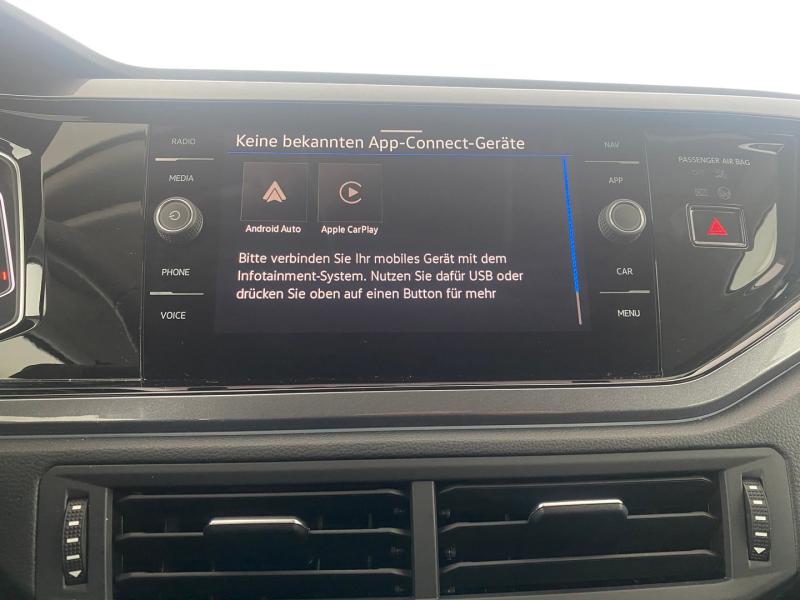 RADIO
MEDIA
PHONE
VOICE
Keine bekannten App-Connect-Geräte
Android Auto
Apple CarPlay
Bitte verbinden Sie Ihr mobiles Gerät mit dem
Infotainment-System. Nutzen Sie dafür USB oder
drücken Sie oben auf einen Button für mehr
NAV
APP
CAR
MENU
PASSENGER AIR BAG